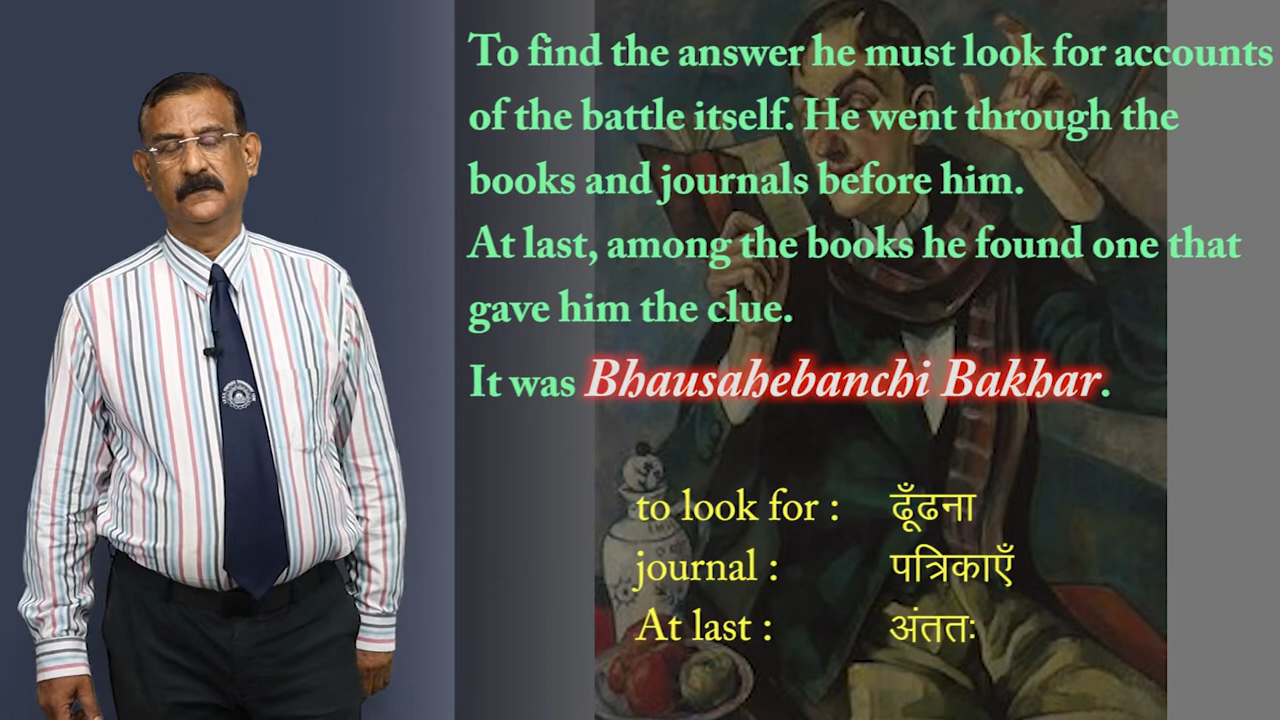 To find the answer he must look for accounts
of the battle itself. He went through the
books and journals before him.
At last, among the books he found one that
gave him the clue.
It was Bhausahebanchi Bakhar.
to look for : ढूँढना
journal : पत्रिकाएँ
At last : अंततः